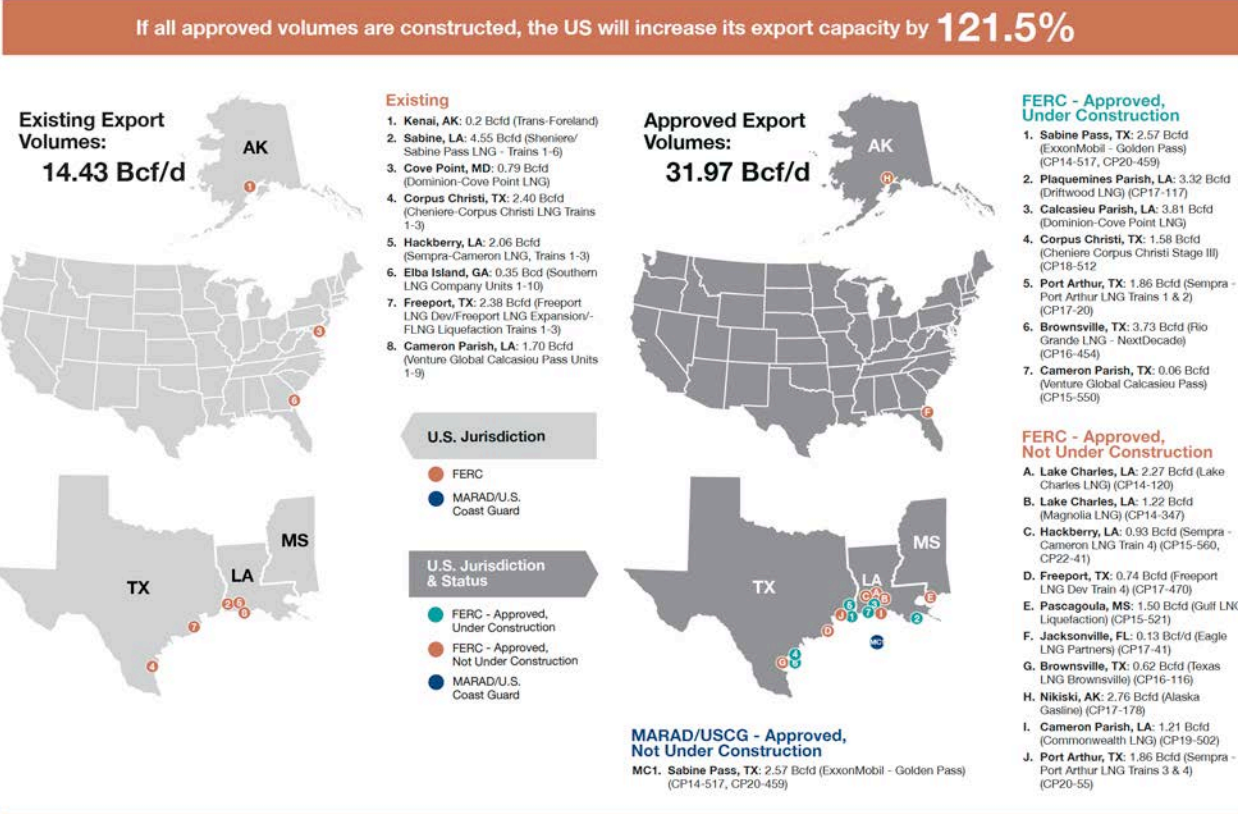 If all approved volumes are constructed, the US will increase its export capacity by 121.5%
Existing Export
Volumes:
14.43 Bcf/d
AK
1
3
6
TX
LA
MS
2
6
8
7
4
Existing
1. Kenai, AK: 0.2 Bcfd (Trans-Foreland)
2. Sabine, LA: 4.55 Bcfd (Sheniere/
Sabine Pass LNG - Trains 1-6)
3. Cove Point, MD: 0.79 Bcfd
(Dominion-Cove Point LNG)
4. Corpus Christi, TX: 2.40 Bcfd
(Cheniere-Corpus Christi LNG Trains
1-3)
5. Hackberry, LA: 2.06 Bcfd
(Sempra-Cameron LNG, Trains 1-3)
6. Elba Island, GA: 0.35 Bcd (Southern
LNG Company Units 1-10)
7. Freeport, TX: 2.38 Bcfd (Freeport
LNG Dev/Freeport LNG Expansion/-
FLNG Liquefaction Trains 1-3)
8. Cameron Parish, LA: 1.70 Bcfd
(Venture Global Calcasieu Pass Units
1-9)
U.S. Jurisdiction
FERC
MARAD/U.S.
Coast Guard
U.S. Jurisdiction
& Status
FERC - Approved,
Under Construction
FERC - Approved,
Not Under Construction
MARAD/U.S.
Coast Guard
Approved Export
Volumes:
31.97 Bcf/d
AK
H
F
TX
LA
MS
C
A
B
5
3
E
J
1
7
I
2
D
MC1
4
G
6
MARAD/USCG - Approved,
Not Under Construction
MC1. Sabine Pass, TX: 2.57 Bcfd (ExxonMobil - Golden Pass)
(CP14-517, CP20-459)
FERC - Approved,
Under Construction
1. Sabine Pass, TX: 2.57 Bcfd
(ExxonMobil - Golden Pass)
(CP14-517, CP20-459)
2. Plaquemines Parish, LA: 3.32 Bcfd
(Driftwood LNG) (CP17-117)
3. Calcasieu Parish, LA: 3.81 Bcfd
(Dominion-Cove Point LNG)
4. Corpus Christi, TX: 1.58 Bcfd
(Cheniere Corpus Christi Stage III)
(CP18-512
5. Port Arthur, TX: 1.86 Bcfd (Sempra -
Port Arthur LNG Trains 1 & 2)
(CP17-20)
6. Brownsville, TX: 3.73 Bcfd (Rio
Grande LNG - NextDecade)
(CP16-454)
7. Cameron Parish, TX: 0.06 Bcfd
(Venture Global Calcasieu Pass)
(CP15-550)
FERC - Approved,
Not Under Construction
A. Lake Charles, LA: 2.27 Bcfd (Lake
Charles LNG) (CP14-120)
B. Lake Charles, LA: 1.22 Bcfd
(Magnolia LNG) (CP14-347)
C. Hackberry, LA: 0.93 Bcfd (Sempra -
Cameron LNG Train 4) (CP15-560,
CP22-41)
D. Freeport, TX: 0.74 Bcfd (Freeport
LNG Dev Train 4) (CP17-470)
E. Pascagoula, MS: 1.50 Bcfd (Gulf LNG
Liquefaction) (CP15-521)
F. Jacksonville, FL: 0.13 Bcf/d (Eagle
LNG Partners) (CP17-41)
G. Brownsville, TX: 0.62 Bcfd (Texas
LNG Brownsville) (CP16-116)
H. Nikiski, AK: 2.76 Bcfd (Alaska
Gasline) (CP17-178)
I. Cameron Parish, LA: 1.21 Bcfd
(Commonwealth LNG) (CP19-502)
J. Port Arthur, TX: 1.86 Bcfd (Sempra -
Port Arthur LNG Trains 3 & 4)
(CP20-55)